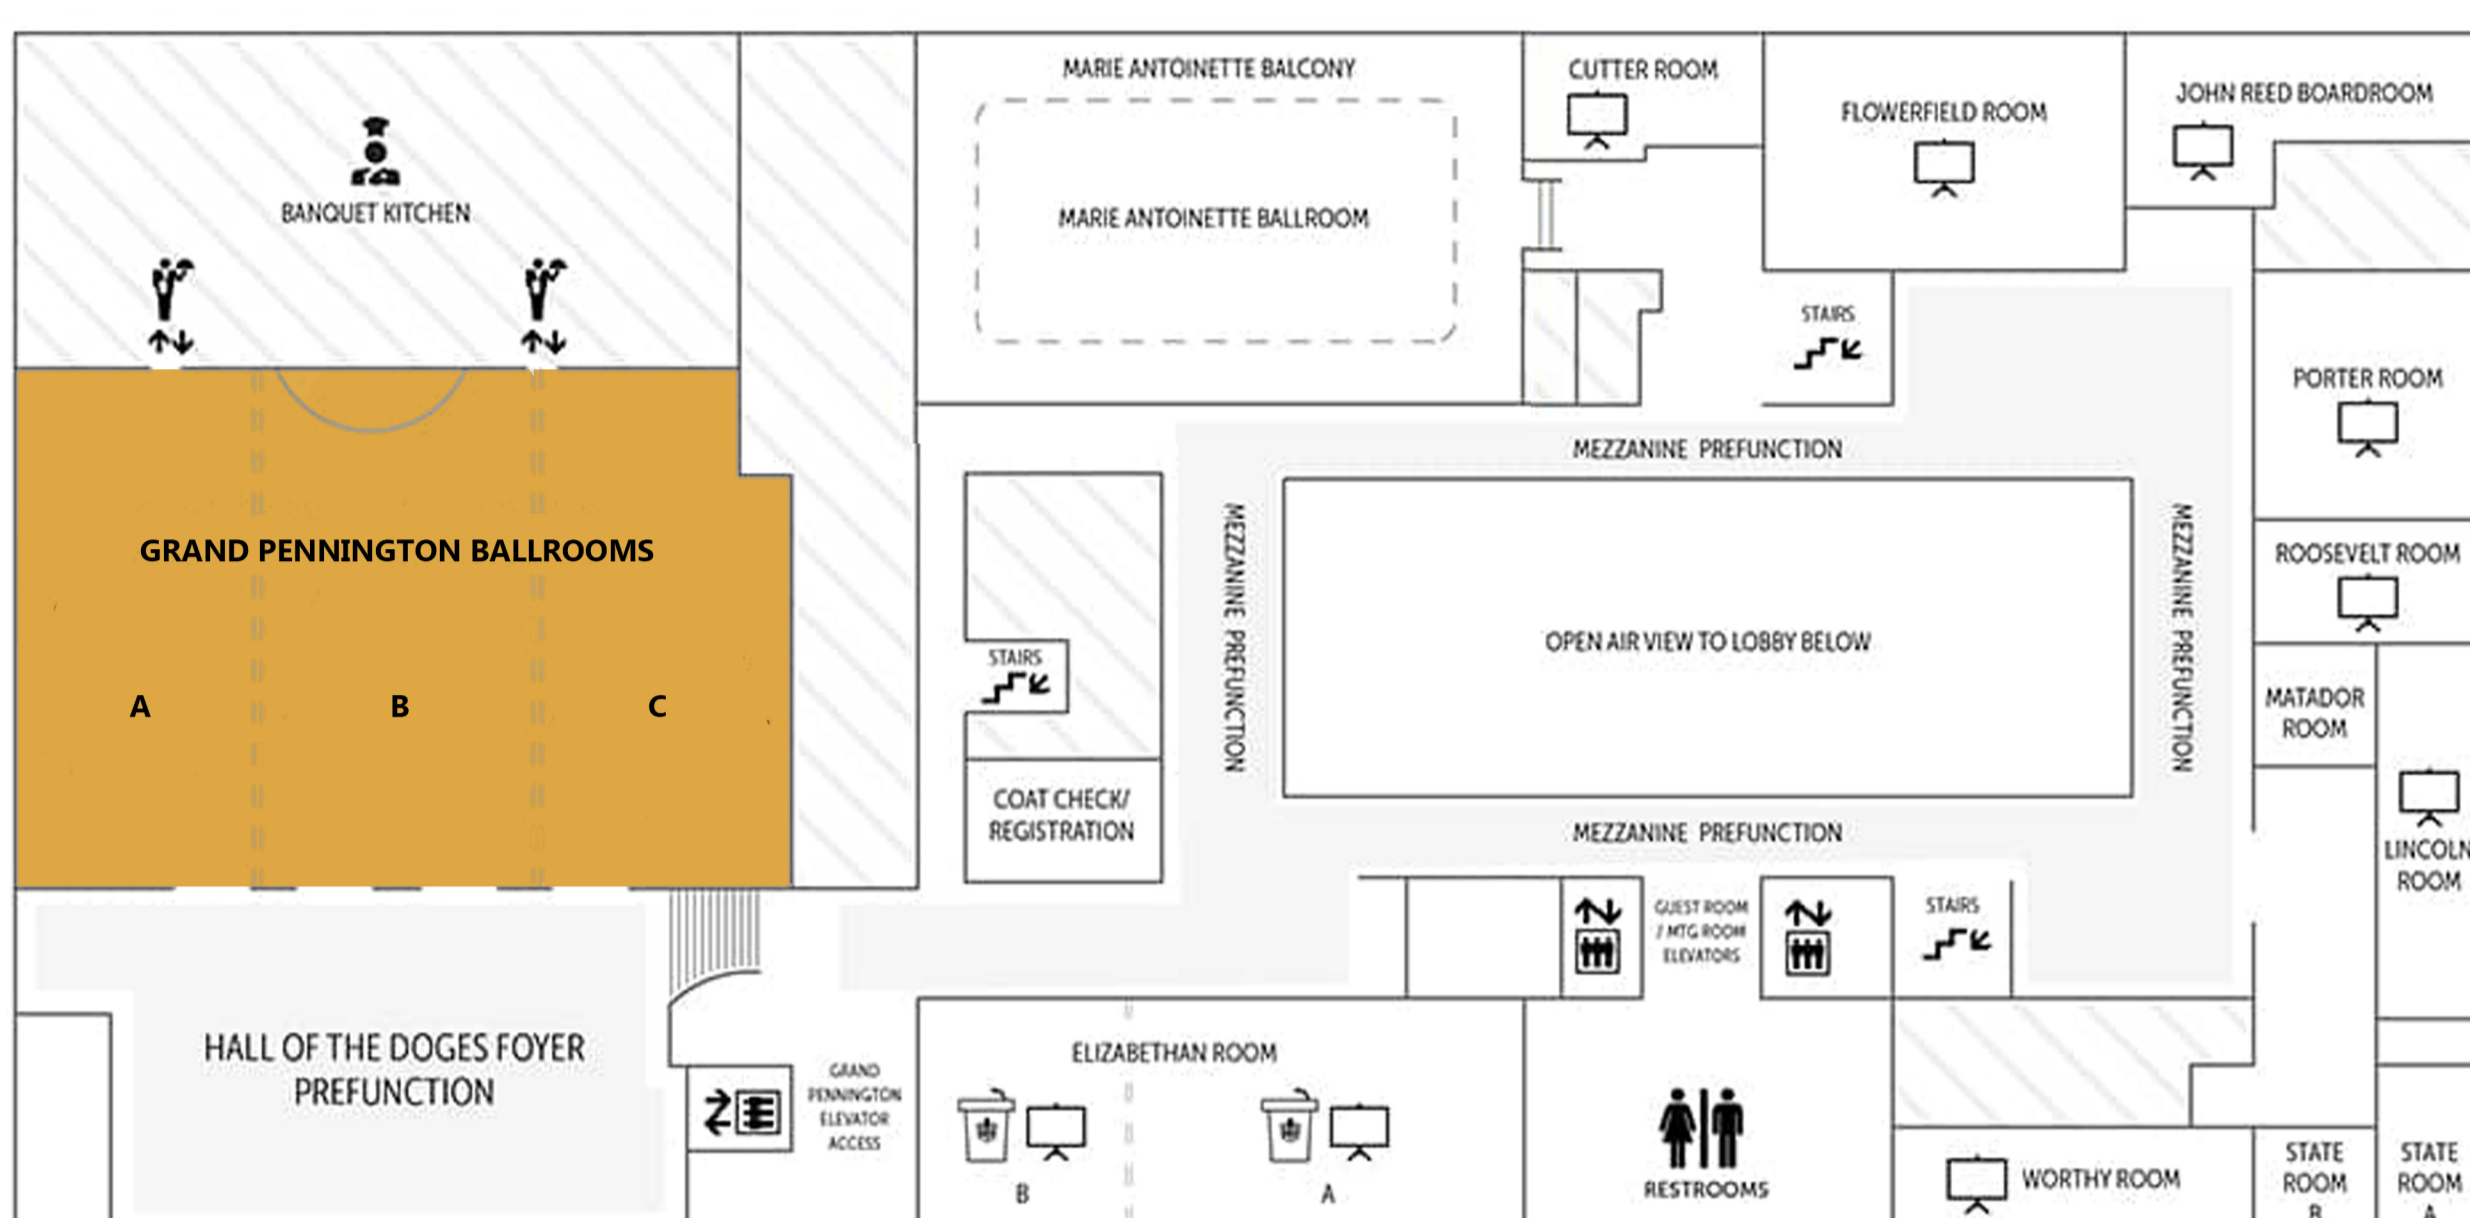 MARIE ANTOINETTE BALCONY
CUTTER ROOM
FLOWERFIELD ROOM
JOHN REED BOARDROOM
BANQUET KITCHEN
MARIE ANTOINETTE BALLROOM
STAIRS
PORTER ROOM
MEZZANINE PREFUNCTION
GRAND PENNINGTON BALLROOMS
A
B
C
MEZZANINE PREFUNCTION
OPEN AIR VIEW TO LOBBY BELOW
MEZZANINE PREFUNCTION
ROOSEVELT ROOM
STAIRS
MATADOR
ROOM
COAT CHECK/
REGISTRATION
MEZZANINE PREFUNCTION
LINCOLN
ROOM
GUEST ROOM
/ MTG ROOM
ELEVATORS
STAIRS
HALL OF THE DOGES FOYER
PREFUNCTION
GRAND
PENNINGTON
ELEVATOR
ACCESS
ELIZABETHAN ROOM
B
A
RESTROOMS
WORTHY ROOM
STATE
ROOM
B
STATE
ROOM
A